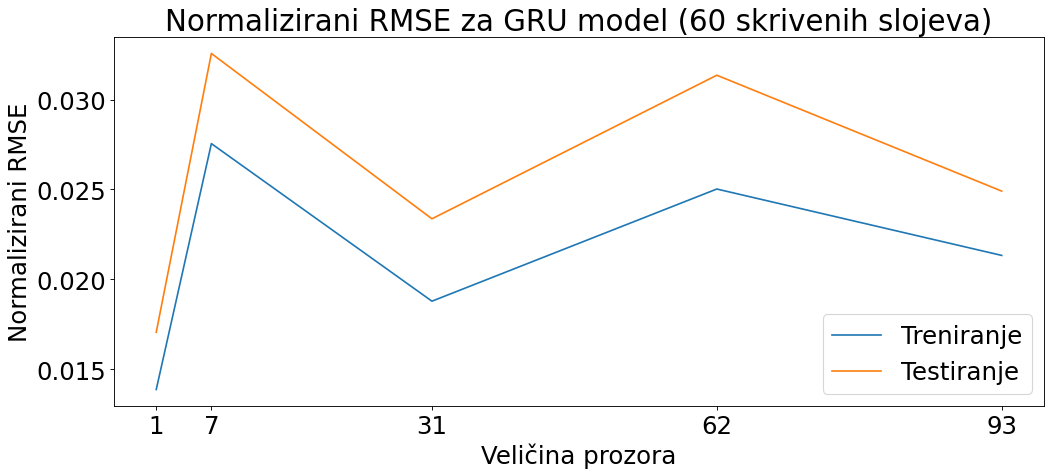 Normalizirani RMSE za GRU model (60 skrivenih slojeva)
Normalizirani RMSE
0.030
0.025
0.020
0.015
Treniranje
Testiranje
1 7 31 62 93
Veličina prozora